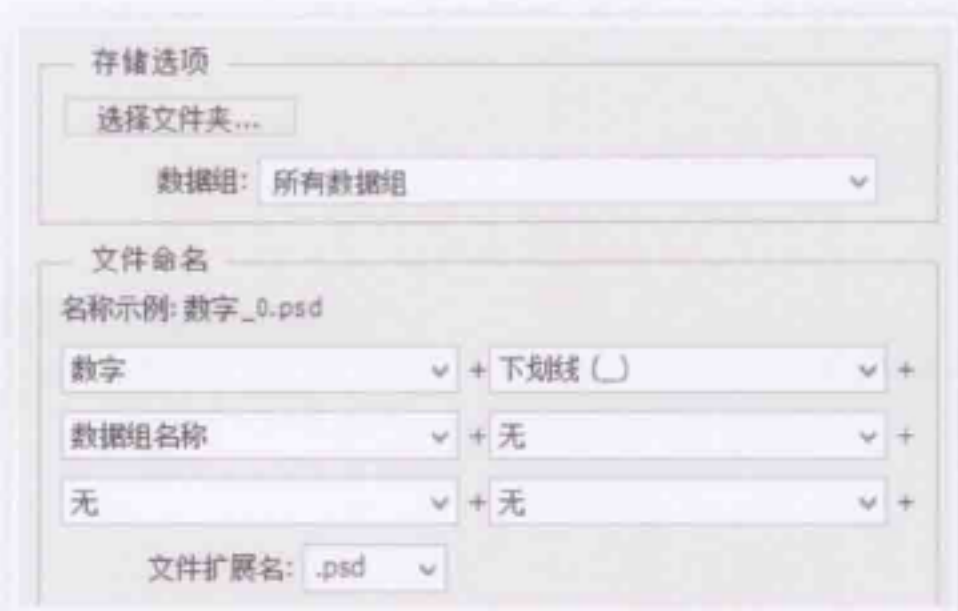 存储选项
选择文件夹...
数据组: 所有数据组
文件命名
名称示例: 数字_0.psd
数字 + 下划线 (_) +
数据组名称 + 无 +
无 + 无 +
文件扩展名: .psd